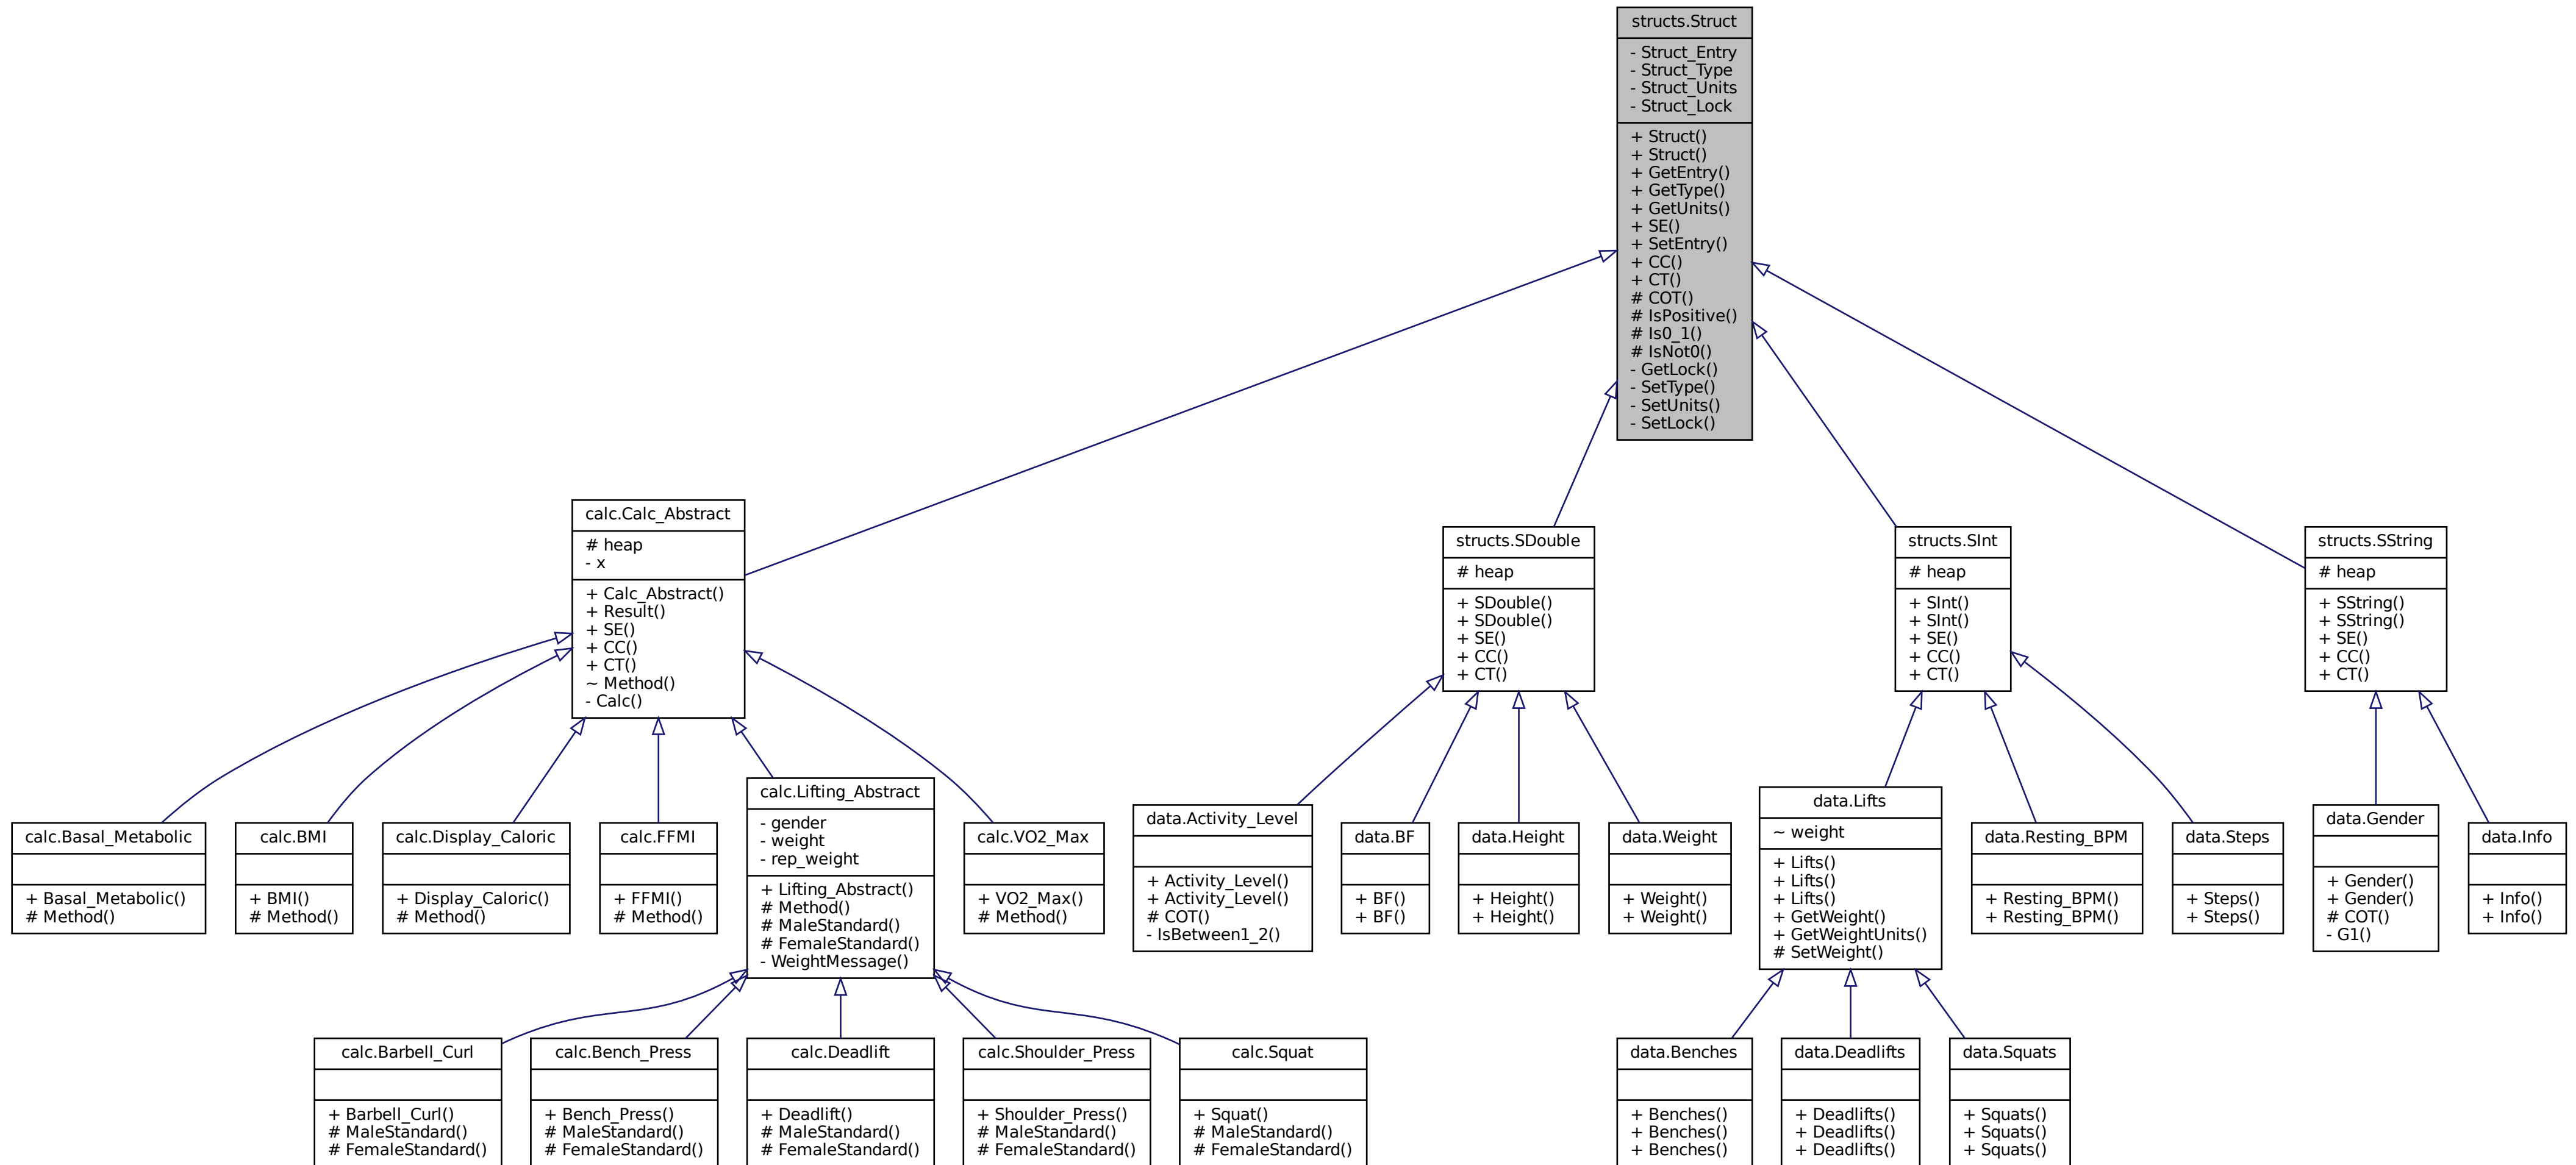 structs.Struct
- Struct_Entry
- Struct_Type
- Struct_Units
- Struct_Lock
+ Struct()
+ Struct()
+ GetEntry()
+ GetType()
+ GetUnits()
+ SE()
+ SetEntry()
+ CC()
+ CT()
# COT()
# IsPositive()
# Is0_1()
# IsNot0()
- GetLock()
- SetType()
- SetUnits()
- SetLock()
calc.Calc_Abstract
# heap
- x
+ Calc_Abstract()
+ Result()
+ SE()
+ CC()
+ CT()
~ Method()
- Calc()
structs.SDouble
# heap
+ SDouble()
+ SDouble()
+ SE()
+ CC()
+ CT()
structs.SInt
# heap
+ SInt()
+ SInt()
+ SE()
+ CC()
+ CT()
structs.SString
# heap
+ SString()
+ SString()
+ SE()
+ CC()
+ CT()
calc.Basal_Metabolic
+ Basal_Metabolic()
# Method()
calc.BMI
+ BMI()
# Method()
calc.Display_Caloric
+ Display_Caloric()
# Method()
calc.FFMI
+ FFMI()
# Method()
calc.Lifting_Abstract
- gender
- weight
- rep_weight
+ Lifting_Abstract()
# Method()
# MaleStandard()
# FemaleStandard()
- WeightMessage()
calc.VO2_Max
+ VO2_Max()
# Method()
data.Activity_Level
+ Activity_Level()
+ Activity_Level()
# COT()
- IsBetween1_2()
data.BF
+ BF()
+ BF()
data.Height
+ Height()
+ Height()
data.Weight
+ Weight()
+ Weight()
data.Lifts
~ weight
+ Lifts()
+ Lifts()
+ Lifts()
+ GetWeight()
+ GetWeightUnits()
# SetWeight()
data.Resting_BPM
+ Resting_BPM()
+ Resting_BPM()
data.Steps
+ Steps()
+ Steps()
data.Gender
+ Gender()
+ Gender()
# COT()
- G1()
data.Info
+ Info()
+ Info()
calc.Barbell_Curl
+ Barbell_Curl()
# MaleStandard()
# FemaleStandard()
calc.Bench_Press
+ Bench_Press()
# MaleStandard()
# FemaleStandard()
calc.Deadlift
+ Deadlift()
# MaleStandard()
# FemaleStandard()
calc.Shoulder_Press
+ Shoulder_Press()
# MaleStandard()
# FemaleStandard()
calc.Squat
+ Squat()
# MaleStandard()
# FemaleStandard()
data.Benches
+ Benches()
+ Benches()
+ Benches()
data.Deadlifts
+ Deadlifts()
+ Deadlifts()
+ Deadlifts()
data.Squats
+ Squats()
+ Squats()
+ Squats()